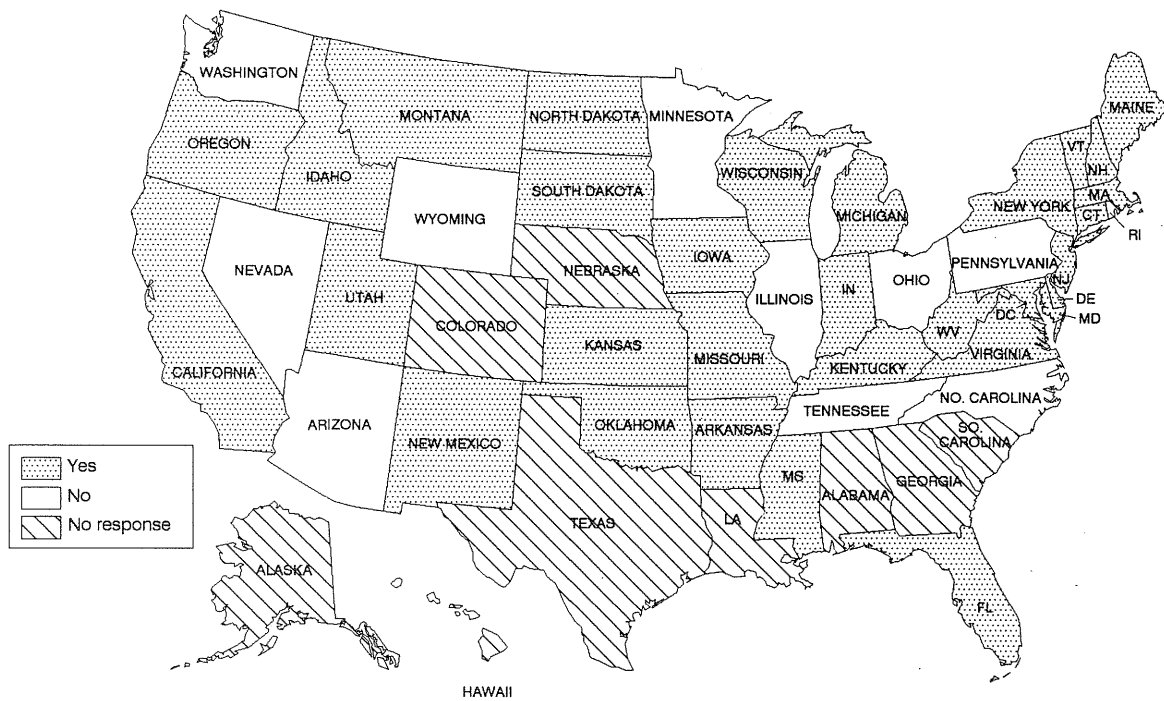 WASHINGTON
MONTANA
NORTH DAKOTA
MINNESOTA
MAINE
OREGON
IDAHO
WISCONSIN
VT
NH
SOUTH DAKOTA
MICHIGAN
MA
NEW YORK
CT
RI
WYOMING
NEVADA
IOWA
PENNSYLVANIA
NEBRASKA
OHIO
NJ
UTAH
ILLINOIS
IN
DE
MD
DC
COLORADO
KANSAS
WV
MISSOURI
VIRGINIA
CALIFORNIA
KENTUCKY
NO. CAROLINA
TENNESSEE
ARIZONA
NEW MEXICO
OKLAHOMA
ARKANSAS
SO.
CAROLINA
Yes
No
No response
MS
ALABAMA
GEORGIA
TEXAS
LA
ALASKA
FL
HAWAII